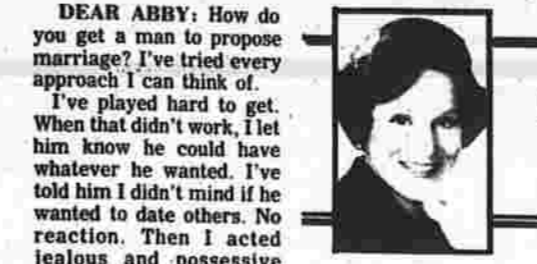 DEAR ABBY: How do
you get a man to propose
marriage? I've tried every
approach I can think of.
I've played hard to get.
When that didn't work, I let
him know he could have
whatever he wanted. I've
told him I didn't mind if he
wanted to date others. No
reaction. Then I acted
jealous and possessive